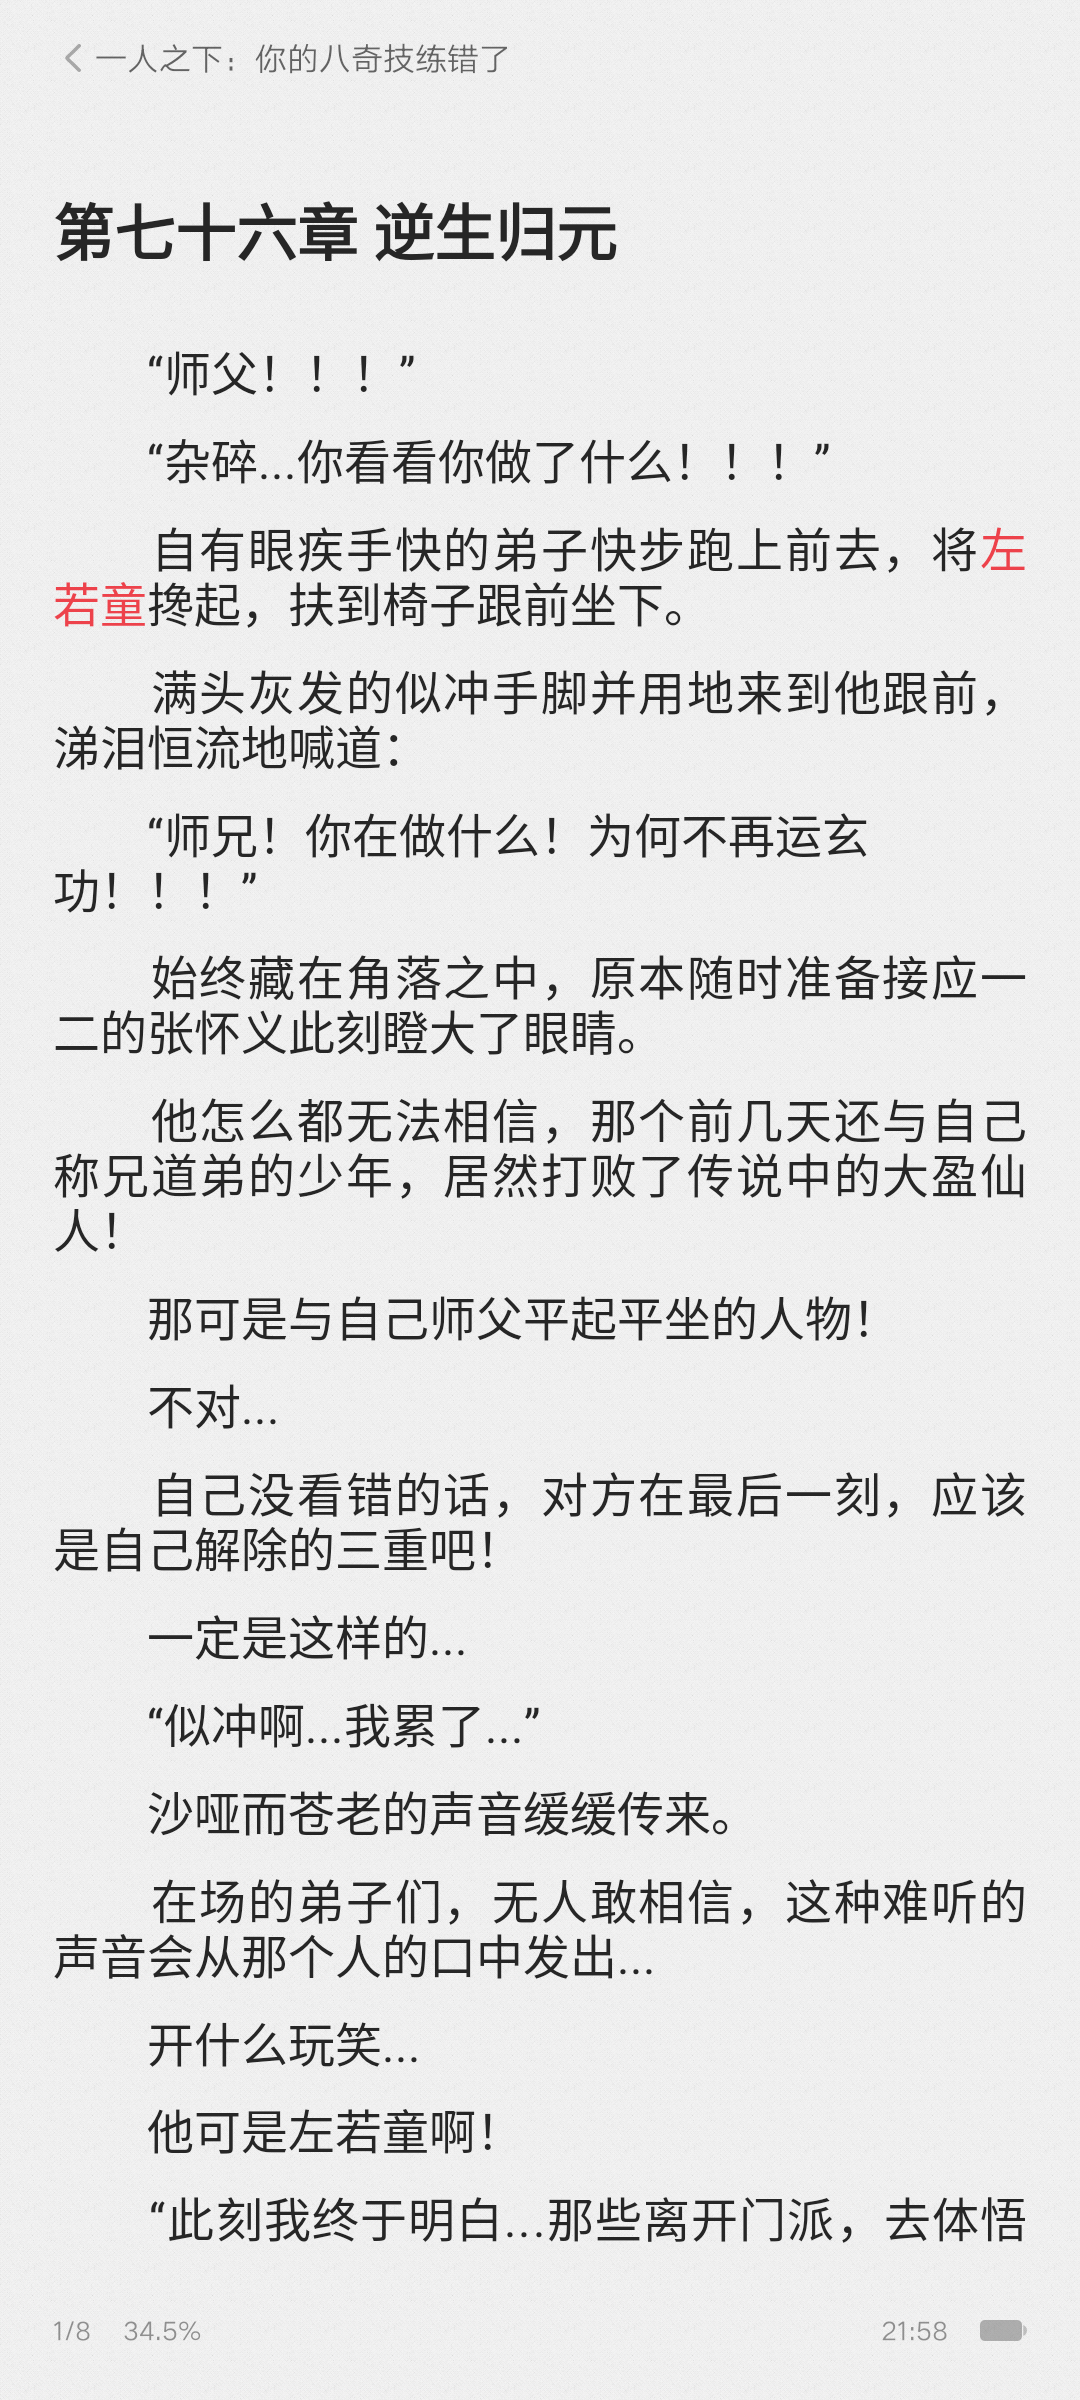 一人之下：你的八奇技练错了
第七十六章 逆生归元
“师父！！！”
“杂碎...你看看你做了什么！！！”
自有眼疾手快的弟子快步跑上前去，将左
若童搀起，扶到椅子跟前坐下。
满头灰发的似冲手脚并用地来到他跟前，
涕泪恒流地喊道：
“师兄！你在做什么！为何不再运玄
功！！！”
始终藏在角落之中，原本随时准备接应一
二的张怀义此刻瞪大了眼睛。
他怎么都无法相信，那个前几天还与自己
称兄道弟的少年，居然打败了传说中的大盈仙
人！
那可是与自己师父平起平坐的人物！
不对...
自己没看错的话，对方在最后一刻，应该
是自己解除的三重吧！
一定是这样的...
“似冲啊...我累了...”
沙哑而苍老的声音缓缓传来。
在场的弟子们，无人敢相信，这种难听的
声音会从那个人的口中发出...
开什么玩笑...
他可是左若童啊！
“此刻我终于明白...那些离开门派，去体悟
1/8 34.5% 21:58